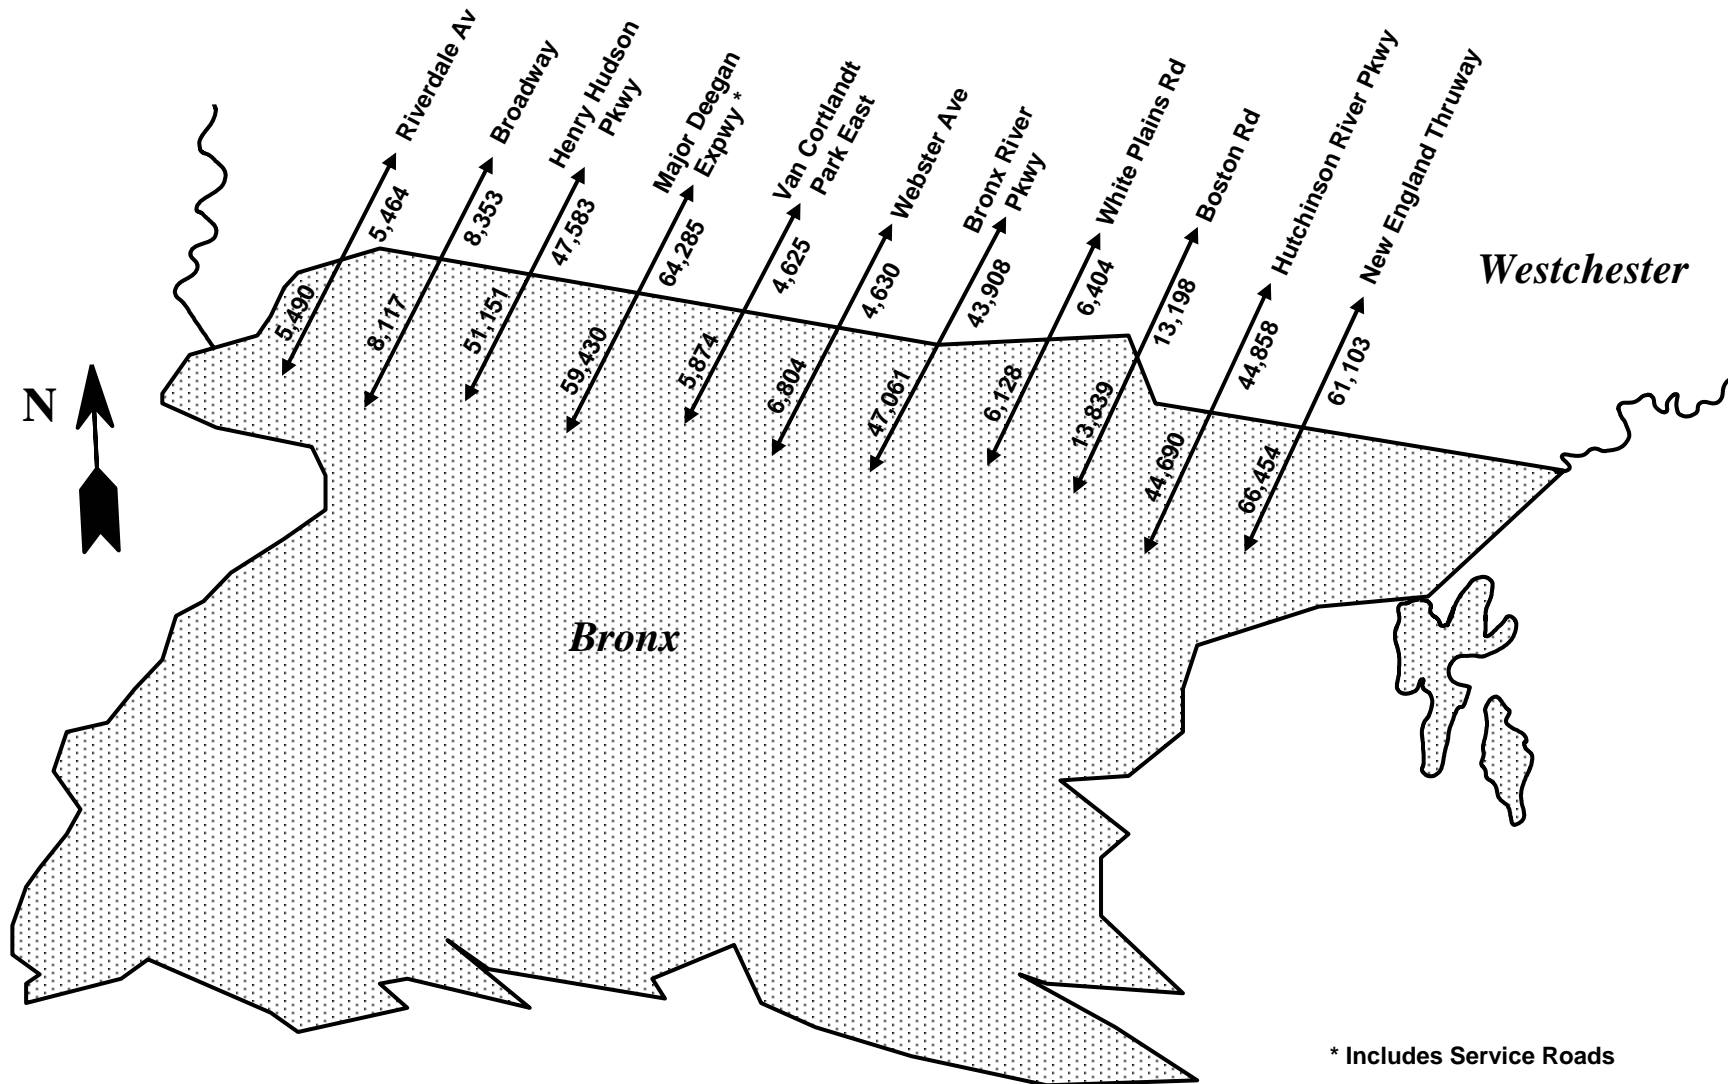 Riverdale Av
5,464
5,490
Broadway
8,353
8,117
Henry Hudson
Pkwy
47,583
51,151
Major Deegan
Expwy *
64,285
59,430
Van Cortlandt
Park East
4,625
5,874
Webster Ave
4,630
6,804
Bronx River
Pkwy
43,908
47,061
White Plains Rd
6,404
6,128
Boston Rd
13,198
13,839
Hutchinson River Pkwy
44,858
44,690
New England Thruway
61,103
66,454
Westchester
N
Bronx
* Includes Service Roads